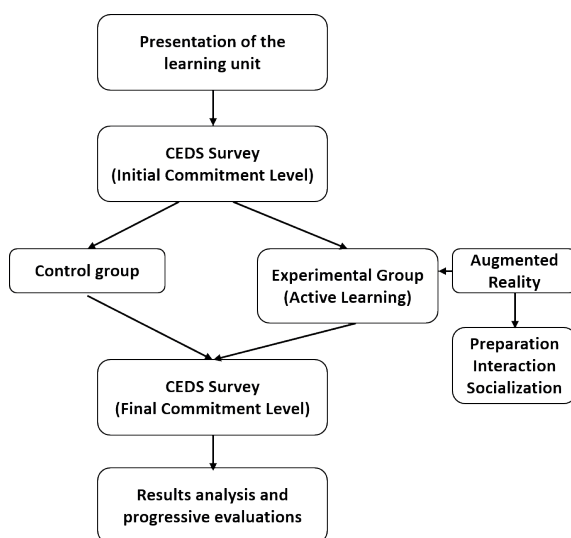 Presentation of the
learning unit
CEDS Survey
(Initial Commitment Level)
Control group
Experimental Group
(Active Learning)
Augmented
Reality
Preparation
Interaction
Socialization
CEDS Survey
(Final Commitment Level)
Results analysis and
progressive evaluations